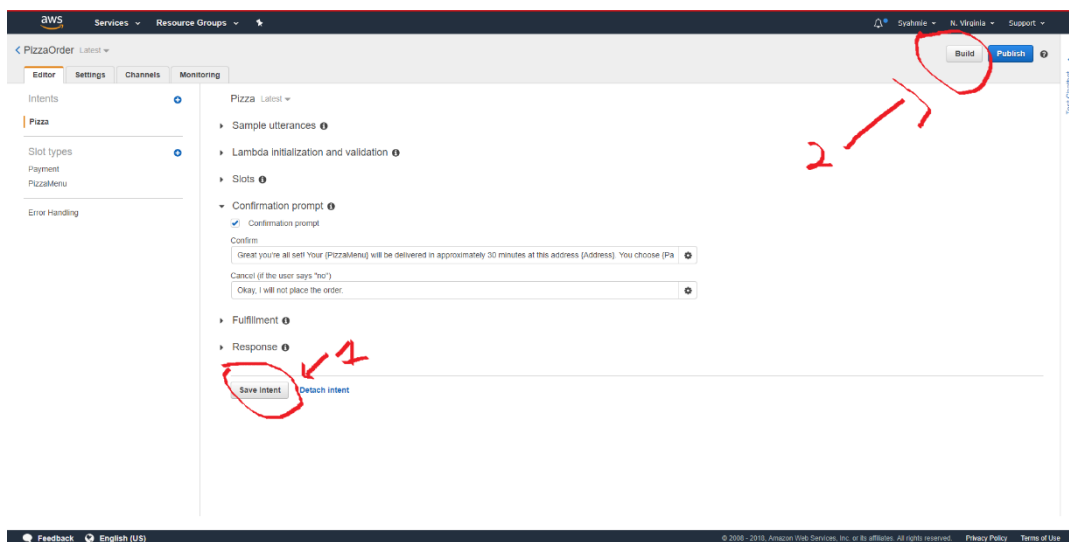 aws Services Resource Groups Syahmie N. Virginia Support
PizzaOrder Latest Build Publish
Editor Settings Channels Monitoring
Intents
Pizza
Slot types
Payment
PizzaMenu
Error Handling
Pizza Latest
Sample utterances
Lambda initialization and validation
Slots
Confirmation prompt
Confirmation prompt
Confirm
Great you're all set! Your {PizzaMenu} will be delivered in approximately 30 minutes at this address {Address}. You choose {Pa
Cancel (if the user says "no")
Okay, I will not place the order.
Fulfillment
Response
Save Intent Detach intent
1
2
Feedback English (US) © 2008 - 2018, Amazon Web Services, Inc. or its affiliates. All rights reserved. Privacy Policy Terms of Use